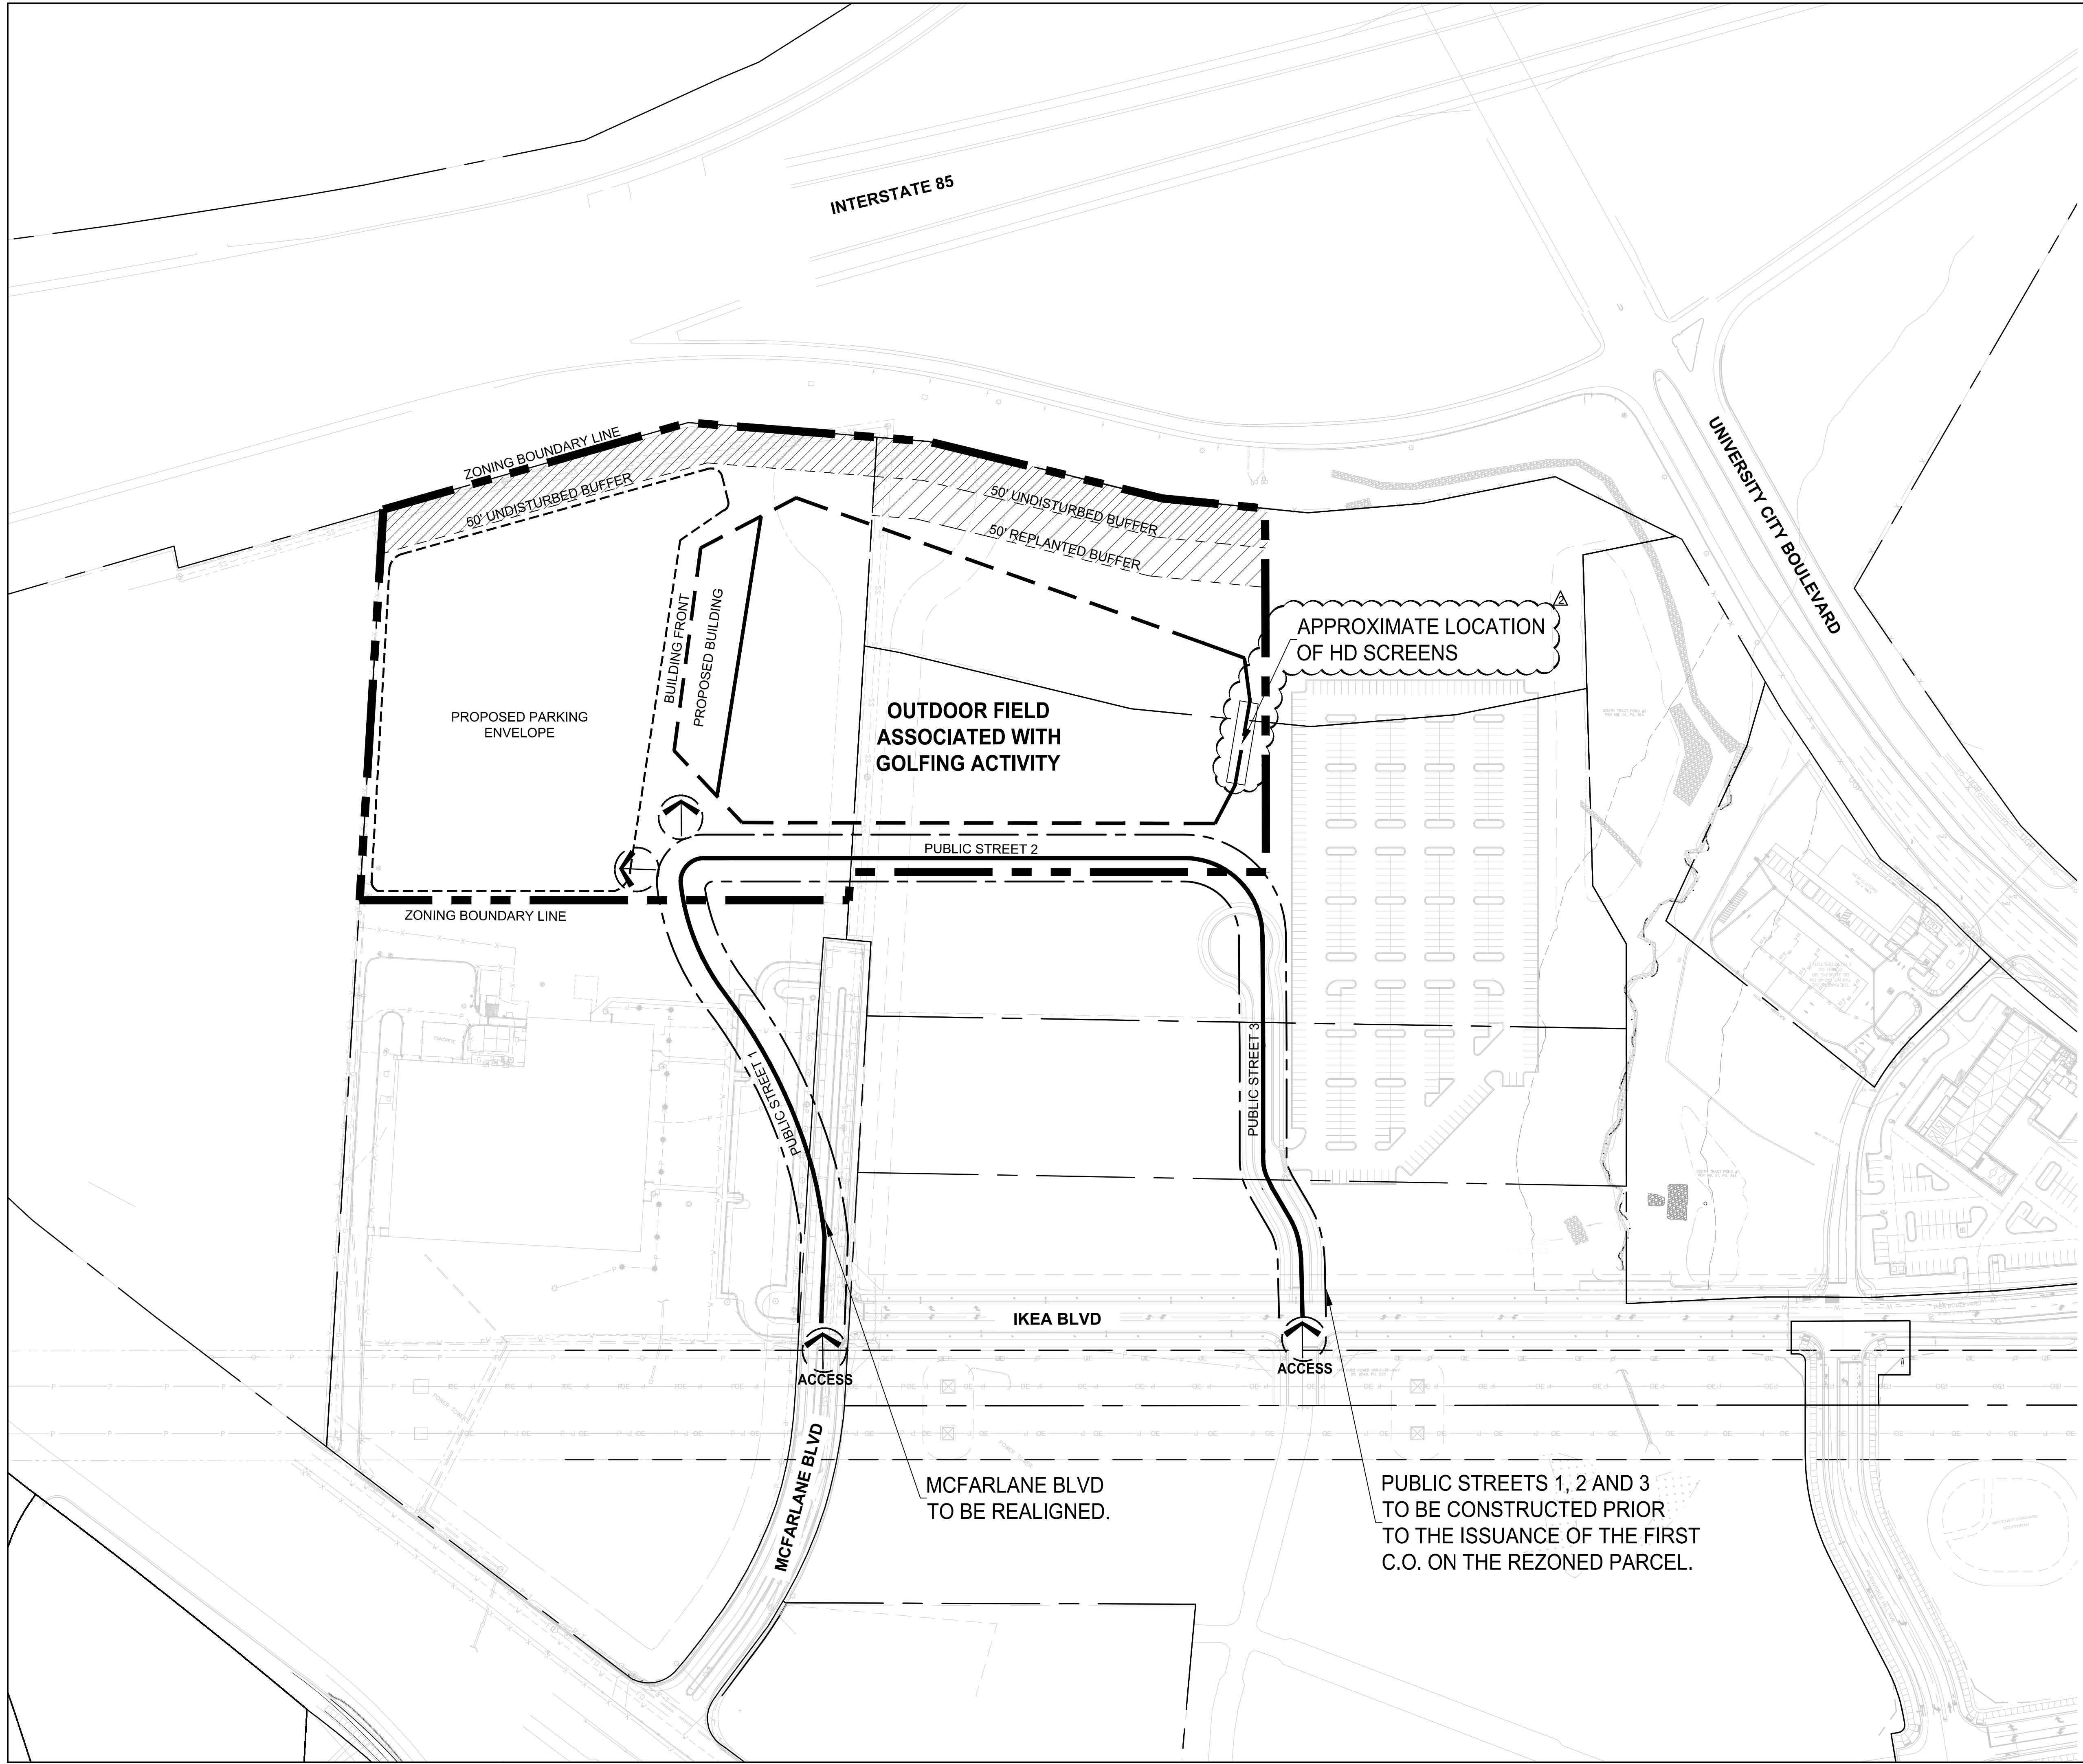 INTERSTATE 85
UNIVERSITY CITY BOULEVARD
ZONING BOUNDARY LINE
50' UNDISTURBED BUFFER
50' UNDISTURBED BUFFER
50' REPLANTED BUFFER
2
APPROXIMATE LOCATION
OF HD SCREENS
BUILDING FRONT
PROPOSED BUILDING
PROPOSED PARKING
ENVELOPE
OUTDOOR FIELD
ASSOCIATED WITH
GOLFING ACTIVITY
PUBLIC STREET 2
ZONING BOUNDARY LINE
PUBLIC STREET 1
PUBLIC STREET 3
CONCRETE
IKEA BLVD
ACCESS
ACCESS
MCFARLANE BLVD
MCFARLANE BLVD
TO BE REALIGNED.
PUBLIC STREETS 1, 2 AND 3
TO BE CONSTRUCTED PRIOR
TO THE ISSUANCE OF THE FIRST
C.O. ON THE REZONED PARCEL.